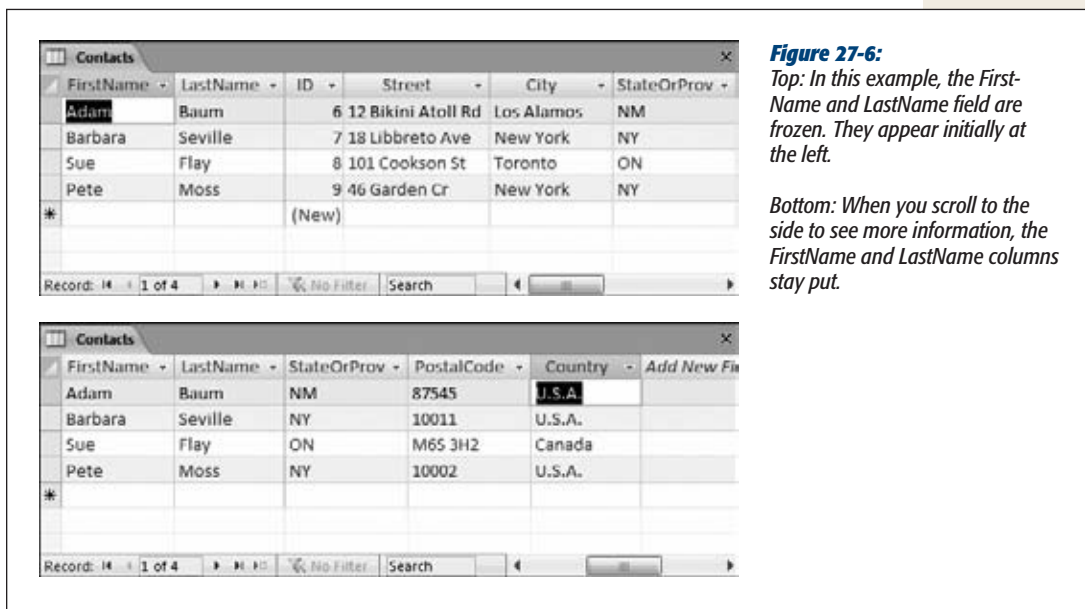 Contacts
FirstName LastName ID Street City StateOrProv
Adam Baum 6 12 Bikini Atoll Rd Los Alamos NM
Barbara Seville 7 18 Libbreto Ave New York NY
Sue Flay 8 101 Cookson St Toronto ON
Pete Moss 9 46 Garden Cr New York NY
* (New)
Record: 1 of 4 No Filter Search
Figure 27-6:
Top: In this example, the First-
Name and LastName field are
frozen. They appear initially at
the left.
Bottom: When you scroll to the
side to see more information, the
FirstName and LastName columns
stay put.
Contacts
FirstName LastName StateOrProv PostalCode Country Add New Fie
Adam Baum NM 87545 U.S.A.
Barbara Seville NY 10011 U.S.A.
Sue Flay ON M6S 3H2 Canada
Pete Moss NY 10002 U.S.A.
*
Record: 1 of 4 No Filter Search